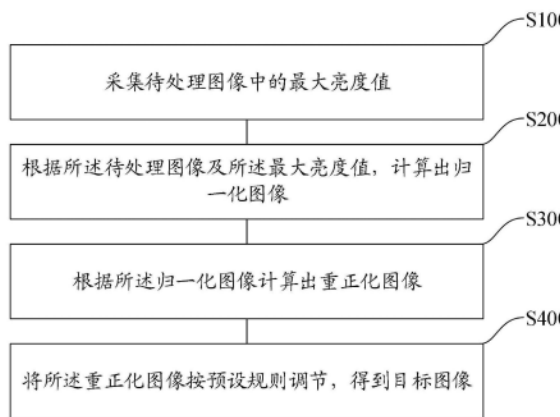 S100
采集待处理图像中的最大亮度值
S200
根据所述待处理图像及所述最大亮度值，计算出归
一化图像
S300
根据所述归一化图像计算出重正化图像
S400
将所述重正化图像按预设规则调节，得到目标图像